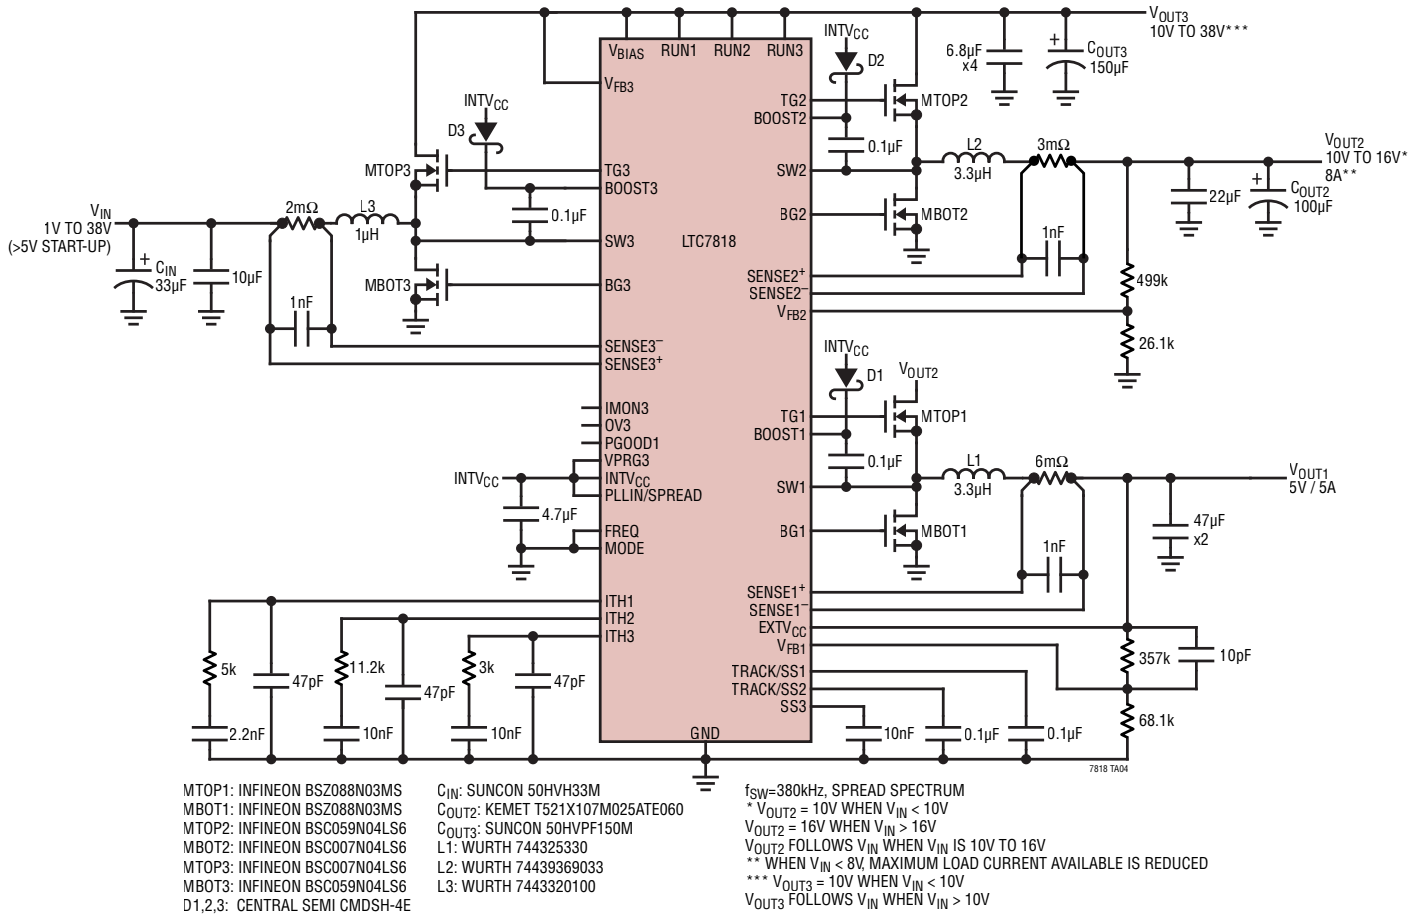 VOUT3
10V TO 38V***
INTVCC
D2
6.8µF
x4
+
COUT3
150µF
VBIAS RUN1 RUN2 RUN3
VFB3
INTVCC
D3
TG2
BOOST2
MTOP2
0.1µF
L2
3.3µH
3mΩ
VOUT2
10V TO 16V*
8A**
MTOP3
TG3
BOOST3
SW2
0.1µF
BG2
MBOT2
22µF
+
COUT2
100µF
VIN
1V TO 38V
(>5V START-UP)
2mΩ
L3
1µH
SW3
LTC7818
1nF
+
CIN
33µF
10µF
MBOT3
BG3
SENSE2+
SENSE2–
VFB2
499k
1nF
26.1k
SENSE3–
SENSE3+
INTVCC
D1
VOUT2
IMON3
OV3
PGOOD1
VPRG3
INTVCC
INTVCC
PLLIN/SPREAD
TG1
BOOST1
MTOP1
0.1µF
L1
3.3µH
6mΩ
VOUT1
5V / 5A
SW1
4.7µF
FREQ
MODE
BG1
MBOT1
47µF
x2
1nF
SENSE1+
SENSE1–
EXTVCC
VFB1
357k
10pF
ITH1
ITH2
ITH3
5k
47pF
11.2k
47pF
3k
47pF
TRACK/SS1
TRACK/SS2
SS3
68.1k
2.2nF
10nF
10nF
GND
10nF
0.1µF
0.1µF
7818 TA04
MTOP1: INFINEON BSZ088N03MS
MBOT1: INFINEON BSZ088N03MS
MTOP2: INFINEON BSC059N04LS6
MBOT2: INFINEON BSC007N04LS6
MTOP3: INFINEON BSC007N04LS6
MBOT3: INFINEON BSC059N04LS6
D1,2,3: CENTRAL SEMI CMDSH-4E
CIN: SUNCON 50HVH33M
COUT2: KEMET T521X107M025ATE060
COUT3: SUNCON 50HVPF150M
L1: WURTH 744325330
L2: WURTH 74439369033
L3: WURTH 7443320100
fSW=380kHz, SPREAD SPECTRUM
* VOUT2 = 10V WHEN VIN < 10V
VOUT2 = 16V WHEN VIN > 16V
VOUT2 FOLLOWS VIN WHEN VIN IS 10V TO 16V
** WHEN VIN < 8V, MAXIMUM LOAD CURRENT AVAILABLE IS REDUCED
*** VOUT3 = 10V WHEN VIN < 10V
VOUT3 FOLLOWS VIN WHEN VIN > 10V